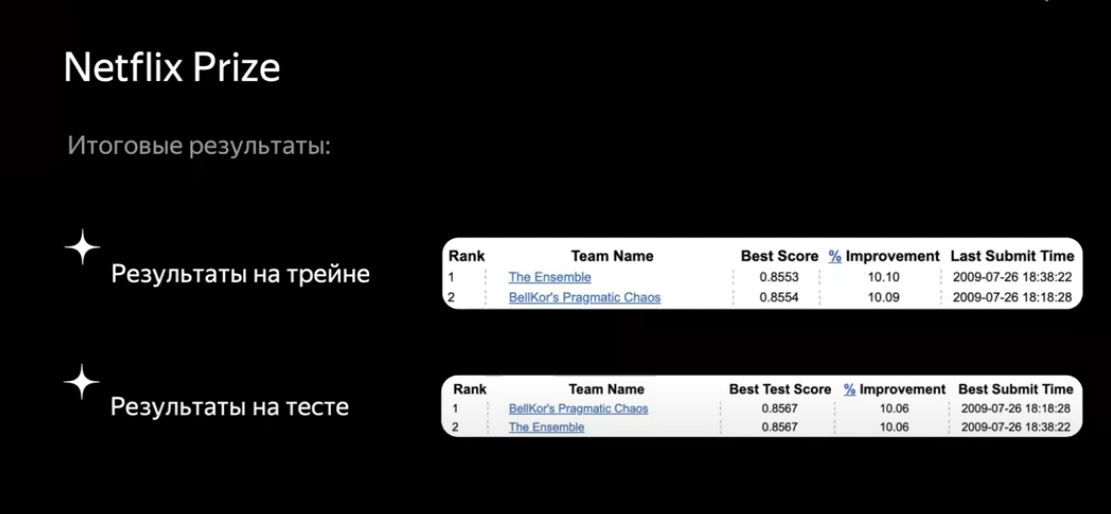 Netflix Prize
Итоговые результаты:
Результаты на трейне
Rank Team Name Best Score % Improvement Last Submit Time
1 The Ensemble 0.8553 10.10 2009-07-26 18:38:22
2 BellKor's Pragmatic Chaos 0.8554 10.09 2009-07-26 18:18:28
Результаты на тесте
Rank Team Name Best Test Score % Improvement Best Submit Time
1 BellKor's Pragmatic Chaos 0.8567 10.06 2009-07-26 18:18:28
2 The Ensemble 0.8567 10.06 2009-07-26 18:38:22